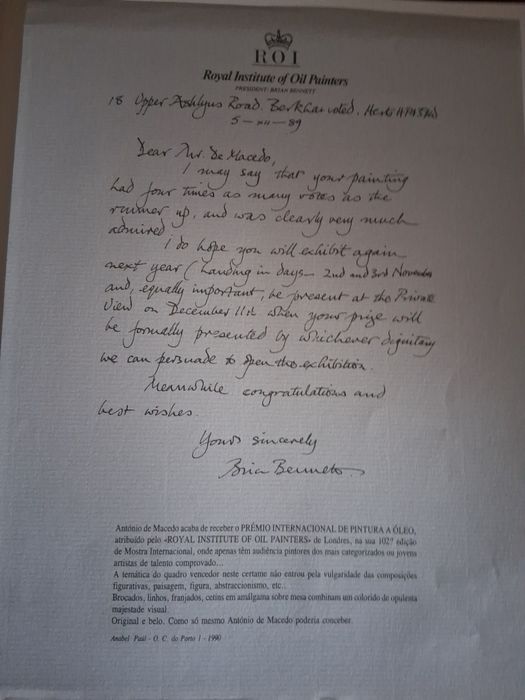 ROI
Royal Institute of Oil Painters
PRESIDENT: BRIAN BENNETT
18 Upper Ashlyns Road. Berkhamsted. Herts
5 - XII - 89
Dear Mr. De Macedo,
I may say that your painting
had four times as many votes as the
runner up, and was clearly very much
admired.
I do hope you will exhibit again
next year (handing in days - 2nd and 3rd November
and, equally important, be present at the Private
View on December 11th when your prize will
be formally presented by whichever dignitary
we can persuade to open the exhibition.
Meanwhile congratulations and
best wishes.
Yours sincerely
Brian Bennett
António de Macedo acaba de receber o PRÉMIO INTERNACIONAL DE PINTURA A ÓLEO,
atribuído pelo «ROYAL INSTITUTE OF OIL PAINTERS» de Londres, na sua 102ª edição
de Mostra Internacional, onde apenas têm audiência pintores dos mais categorizados ou jovens
artistas de talento comprovado...
A temática do quadro vencedor neste certame não entrou pela vulgaridade das composições
figurativas, paisagem, figura, abstraccionismo, etc...
Brocados, linhos, franjados, cetins em amálgama sobre mesa combinam um colorido de opulenta
majestade visual.
Original e belo. Como só mesmo António de Macedo poderia conceber.
Anabel Paúl - O. C. do Porto 1 - 1990